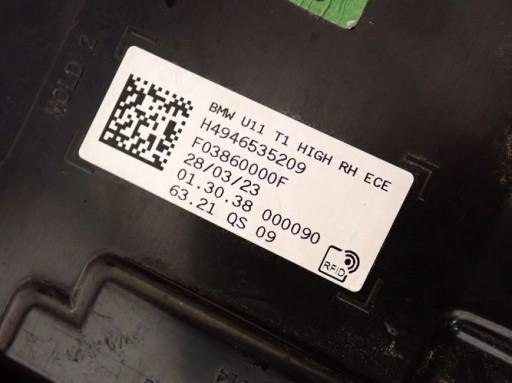 MOLD 2
BMW U11 T1 HIGH RH ECE
H4946535209
F03860000F
28/03/23
01.30.38 000090
63.21 QS 09
RFID